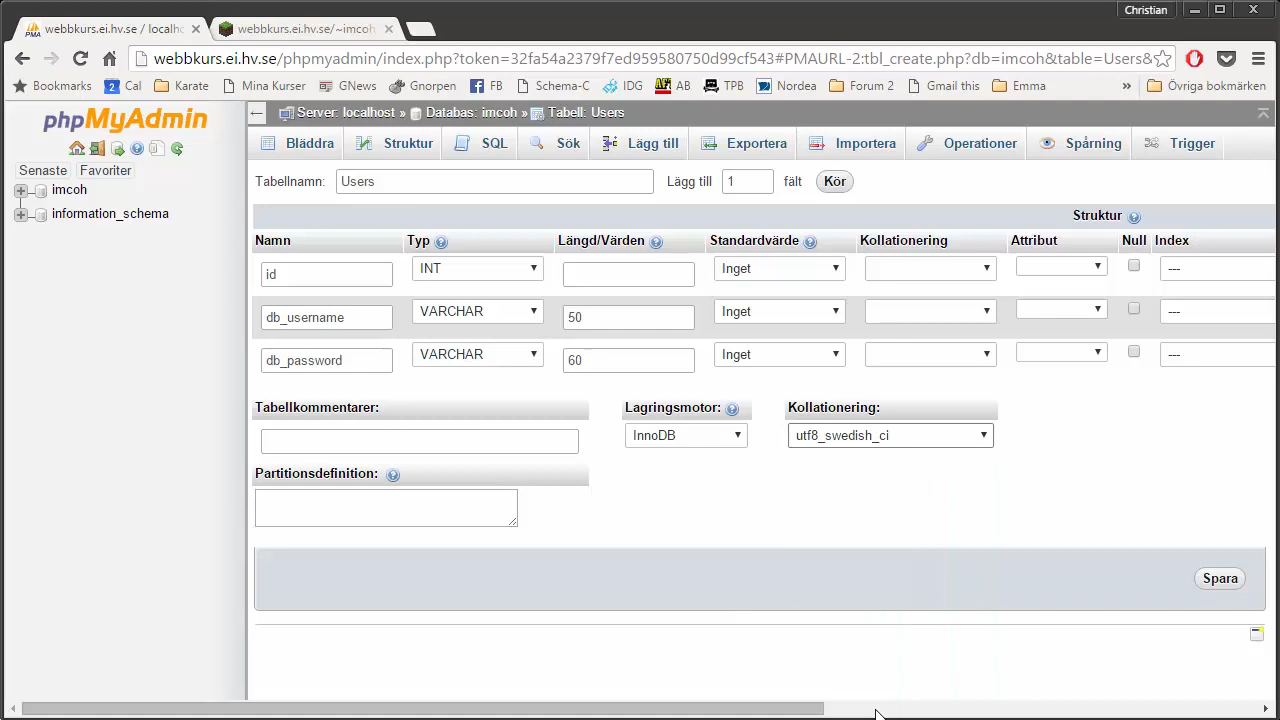 Christian
webbkurs.ei.hv.se / localho
webbkurs.ei.hv.se/~imcoh
webbkurs.ei.hv.se/phpmyadmin/index.php?token=32fa54a2379f7ed959580750d99cf543#PMAURL-2:tbl_create.php?db=imcoh&table=Users&
Bookmarks 2 Cal Karate Mina Kurser GNews Gnorpen FB Schema-C IDG AF AB TPB Nordea Forum 2 Gmail this Emma » Övriga bokmärken
phpMyAdmin
Senaste Favoriter
imcoh
information_schema
Server: localhost » Databas: imcoh » Tabell: Users
Bläddra Struktur SQL Sök Lägg till Exportera Importera Operationer Spårning Trigger
Tabellnamn: Users Lägg till 1 fält Kör
Struktur
Namn Typ Längd/Värden Standardvärde Kollationering Attribut Null Index
id INT Inget ---
db_username VARCHAR 50 Inget ---
db_password VARCHAR 60 Inget ---
Tabellkommentarer: Lagringsmotor: Kollationering:
InnoDB utf8_swedish_ci
Partitionsdefinition:
Spara